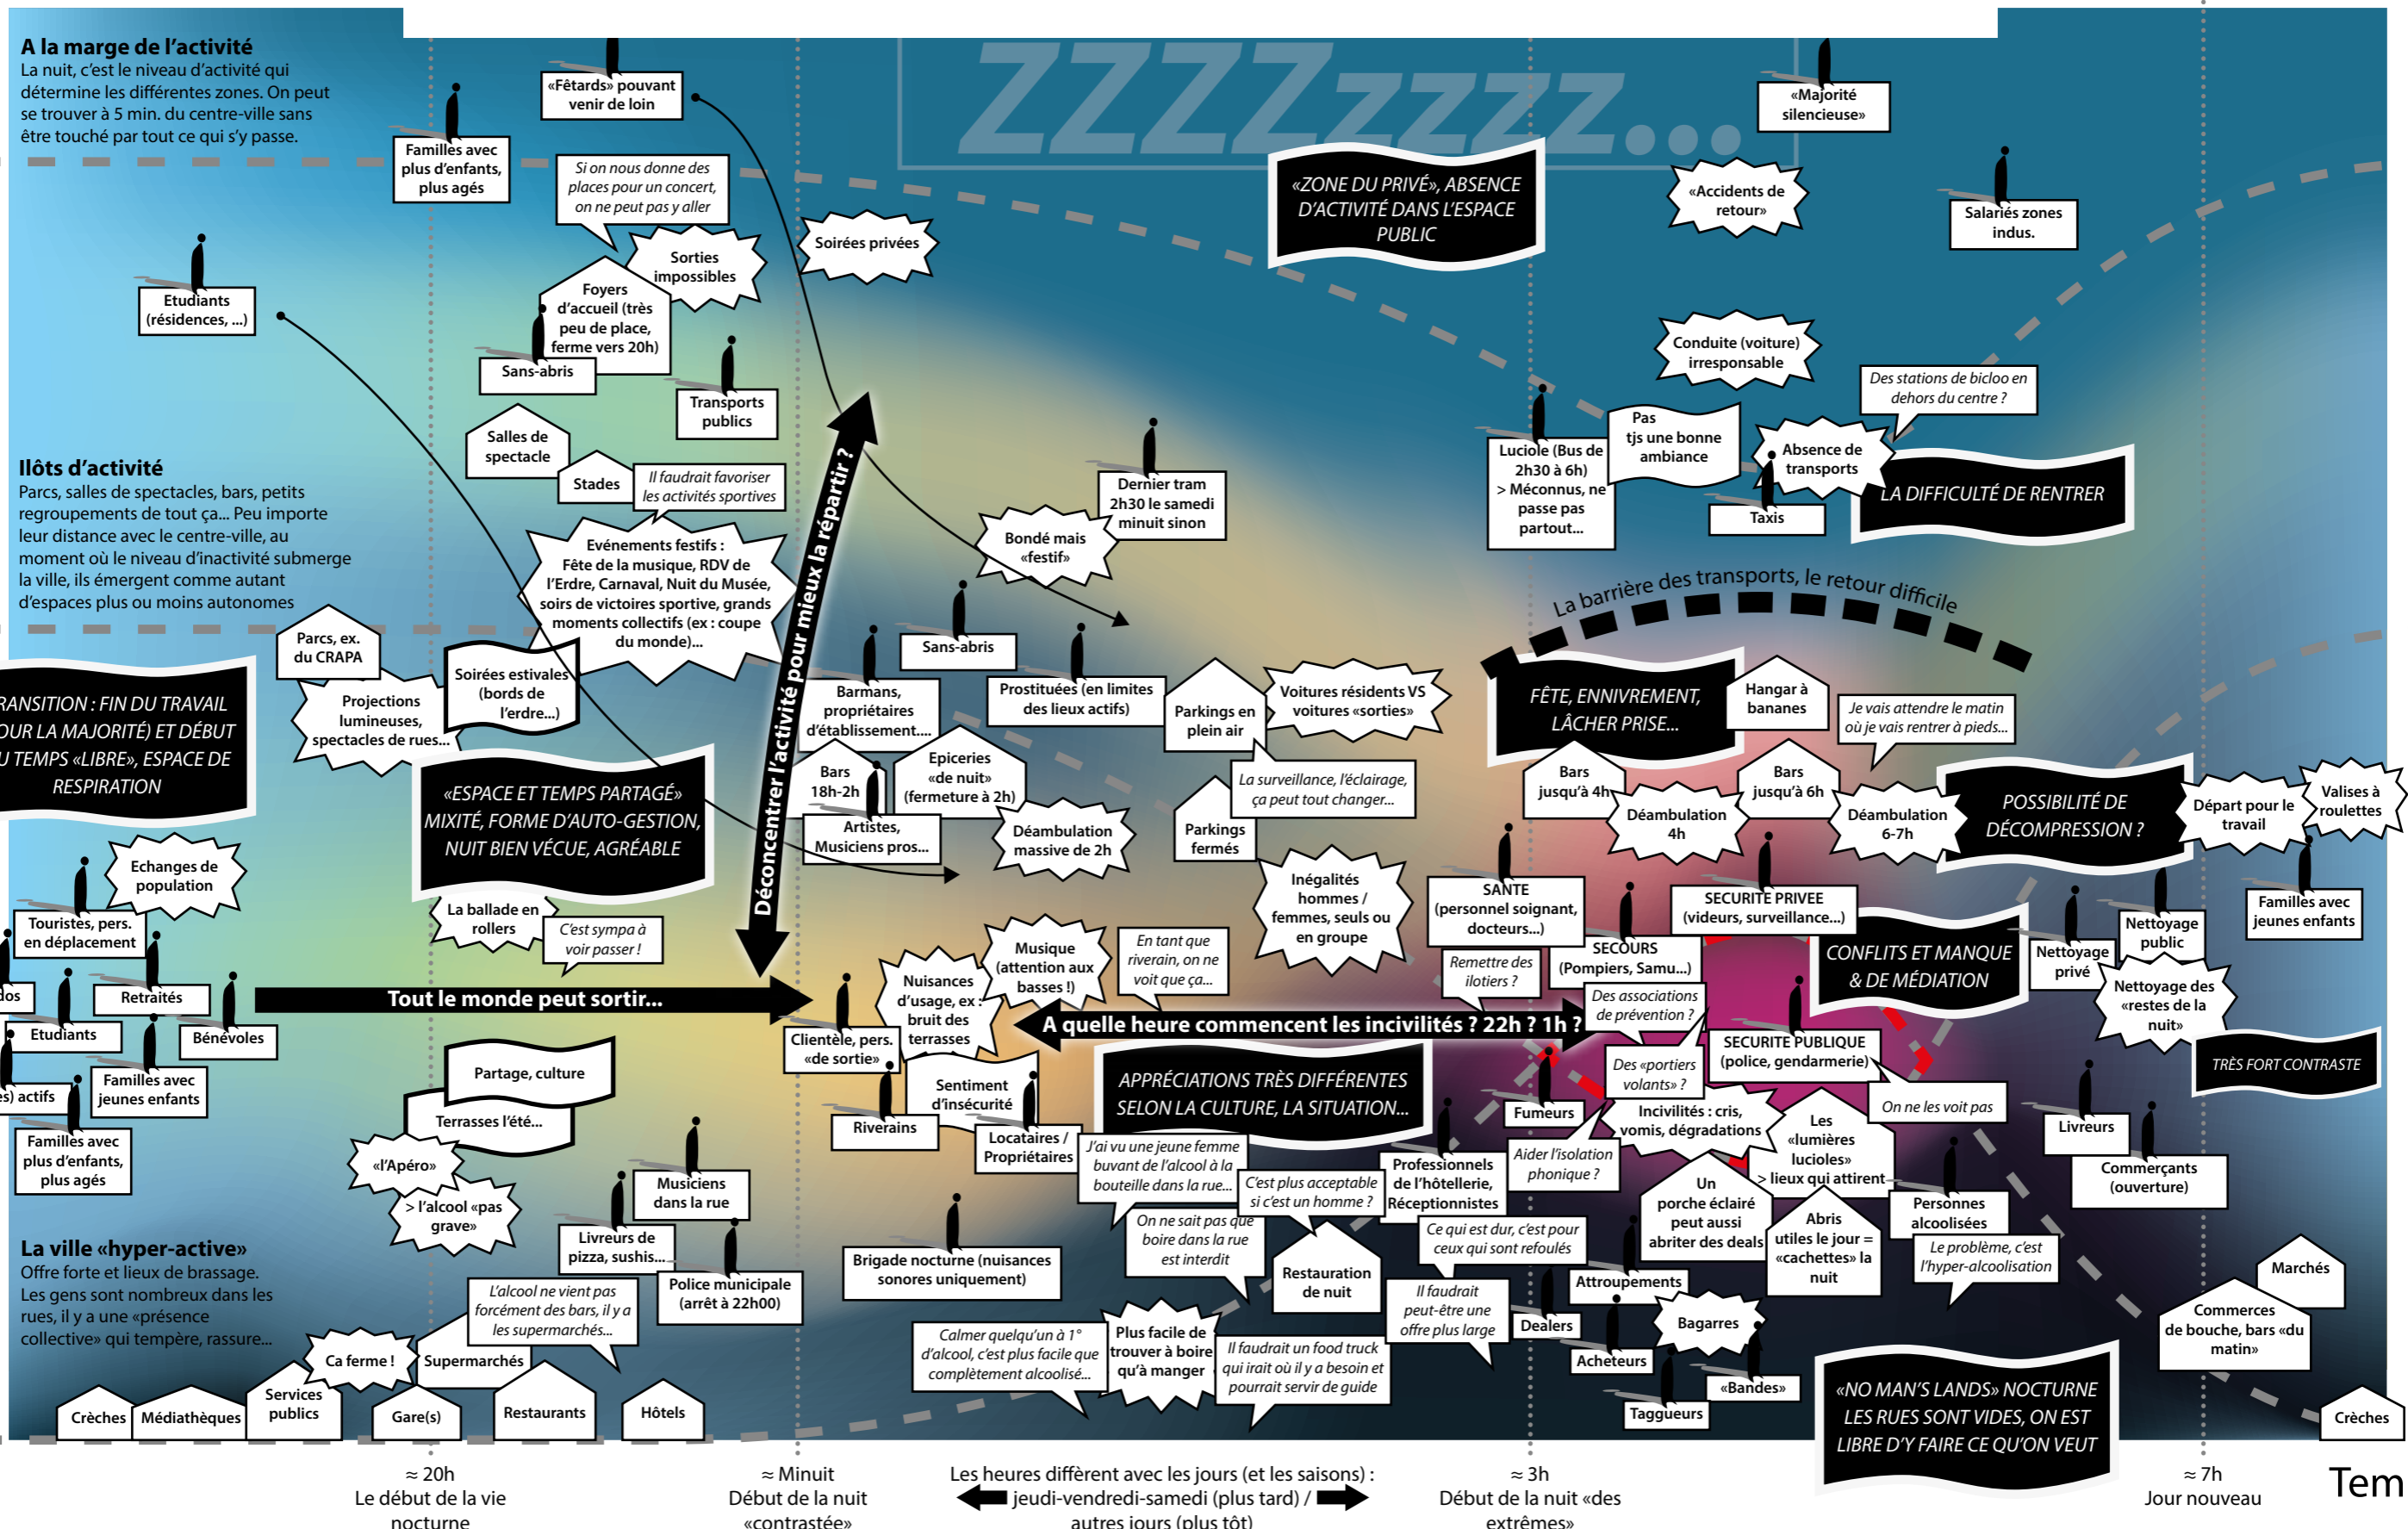 ZZZZzzzz...
A la marge de l'activité
La nuit, c'est le niveau d'activité qui
détermine les différentes zones. On peut
se trouver à 5 min. du centre-ville sans
être touché par tout ce qui s'y passe.
«Fêtards» pouvant
venir de loin
«Majorité
silencieuse»
Familles avec
plus d'enfants,
plus agés
Si on nous donne des
places pour un concert,
on ne peut pas y aller
«ZONE DU PRIVÉ», ABSENCE
D'ACTIVITÉ DANS L'ESPACE
PUBLIC
«Accidents de
retour»
Salariés zones
indus.
Soirées privées
Sorties
impossibles
Etudiants
(résidences, ...)
Foyers
d'accueil (très
peu de place,
ferme vers 20h)
Sans-abris
Transports
publics
Conduite (voiture)
irresponsable
Des stations de bicloo en
dehors du centre ?
Salles de
spectacle
Stades
Il faudrait favoriser
les activités sportives
Dernier tram
2h30 le samedi
minuit sinon
Bondé mais
«festif»
Luciole (Bus de
2h30 à 6h)
> Méconnus, ne
passe pas
partout...
Pas
tjs une bonne
ambiance
Absence de
transports
Taxis
LA DIFFICULTÉ DE RENTRER
Ilôts d'activité
Parcs, salles de spectacles, bars, petits
regroupements de tout ça... Peu importe
leur distance avec le centre-ville, au
moment où le niveau d'inactivité submerge
la ville, ils émergent comme autant
d'espaces plus ou moins autonomes
Evénements festifs :
Fête de la musique, RDV de
l'Erdre, Carnaval, Nuit du Musée,
soirs de victoires sportive, grands
moments collectifs (ex : coupe
du monde)...
Déconcentrer l'activité pour mieux la répartir ?
La barrière des transports, le retour difficile
Parcs, ex.
du CRAPA
Projections
lumineuses,
spectacles de rues...
Soirées estivales
(bords de
l'erdre...)
RANSITION : FIN DU TRAVAIL
OUR LA MAJORITÉ) ET DÉBUT
U TEMPS «LIBRE», ESPACE DE
RESPIRATION
«ESPACE ET TEMPS PARTAGÉ»
MIXITÉ, FORME D'AUTO-GESTION,
NUIT BIEN VÉCUE, AGRÉABLE
Sans-abris
Barmans,
propriétaires
d'établissement....
Prostituées (en limites
des lieux actifs)
Parkings en
plein air
Voitures résidents VS
voitures «sorties»
FÊTE, ENNIVREMENT,
LÂCHER PRISE...
Hangar à
bananes
Je vais attendre le matin
où je vais rentrer à pieds...
Bars
18h-2h
Epiceries
«de nuit»
(fermeture à 2h)
Artistes,
Musiciens pros...
Déambulation
massive de 2h
La surveillance, l'éclairage,
ça peut tout changer...
Parkings
fermés
Bars
jusqu'à 4h
Déambulation
4h
Bars
jusqu'à 6h
Déambulation
6-7h
POSSIBILITÉ DE
DÉCOMPRESSION ?
Départ pour le
travail
Valises à
roulettes
Echanges de
population
Touristes, pers.
en déplacement
La ballade en
rollers
C'est sympa à
voir passer !
Inégalités
hommes /
femmes, seuls ou
en groupe
SANTE
(personnel soignant,
docteurs...)
SECOURS
(Pompiers, Samu...)
SECURITE PRIVEE
(videurs, surveillance...)
CONFLITS ET MANQUE
& DE MÉDIATION
Nettoyage
privé
Nettoyage
public
Familles avec
jeunes enfants
Nettoyage des
«restes de la
nuit»
TRÈS FORT CONTRASTE
dos
Retraités
Etudiants
Bénévoles
es) actifs
Familles avec
jeunes enfants
Familles avec
plus d'enfants,
plus agés
Tout le monde peut sortir...
Clientèle, pers.
«de sortie»
Nuisances
d'usage, ex :
bruit des
terrasses
Musique
(attention aux
basses !)
En tant que
riverain, on ne
voit que ça...
A quelle heure commencent les incivilités ? 22h ? 1h ?
Remettre des
ilotiers ?
Des associations
de prévention ?
Des «portiers
volants» ?
SECURITE PUBLIQUE
(police, gendarmerie)
On ne les voit pas
Partage, culture
Terrasses l'été...
«l'Apéro»
> l'alcool «pas
grave»
Riverains
Sentiment
d'insécurité
Locataires /
Propriétaires
APPRÉCIATIONS TRÈS DIFFÉRENTES
SELON LA CULTURE, LA SITUATION...
Fumeurs
Aider l'isolation
phonique ?
Incivilités : cris,
vomis, dégradations
Les
«lumières
lucioles»
> lieux qui attirent
Livreurs
Commerçants
(ouverture)
Musiciens
dans la rue
Livreurs de
pizza, sushis...
Police municipale
(arrêt à 22h00)
Brigade nocturne (nuisances
sonores uniquement)
J'ai vu une jeune femme
buvant de l'alcool à la
bouteille dans la rue...
C'est plus acceptable
si c'est un homme ?
On ne sait pas que
boire dans la rue
est interdit
Professionnels
de l'hôtellerie,
Réceptionnistes
Un
porche éclairé
peut aussi
abriter des deals
Abris
utiles le jour =
«cachettes» la
nuit
Personnes
alcoolisées
Le problème, c'est
l'hyper-alcoolisation
La ville «hyper-active»
Offre forte et lieux de brassage.
Les gens sont nombreux dans les
rues, il y a une «présence
collective» qui tempère, rassure...
L'alcool ne vient pas
forcément des bars, il y a
les supermarchés...
Restauration
de nuit
Ce qui est dur, c'est pour
ceux qui sont refoulés
Il faudrait
peut-être une
offre plus large
Attroupements
Dealers
Acheteurs
Bagarres
«Bandes»
Taggueurs
Marchés
Commerces
de bouche, bars «du
matin»
Crèches
Calmer quelqu'un à 1°
d'alcool, c'est plus facile que
complètement alcoolisé...
Plus facile de
trouver à boire
qu'à manger
Il faudrait un food truck
qui irait où il y a besoin et
pourrait servir de guide
«NO MAN'S LANDS» NOCTURNE
LES RUES SONT VIDES, ON EST
LIBRE D'Y FAIRE CE QU'ON VEUT
Crèches
Médiathèques
Services
publics
Ca ferme !
Gare(s)
Supermarchés
Restaurants
Hôtels
≈ 20h
Le début de la vie
nocturne
≈ Minuit
Début de la nuit
«contrastée»
Les heures diffèrent avec les jours (et les saisons) :
jeudi-vendredi-samedi (plus tard) /
autres jours (plus tôt)
≈ 3h
Début de la nuit «des
extrêmes»
≈ 7h
Jour nouveau
Tem